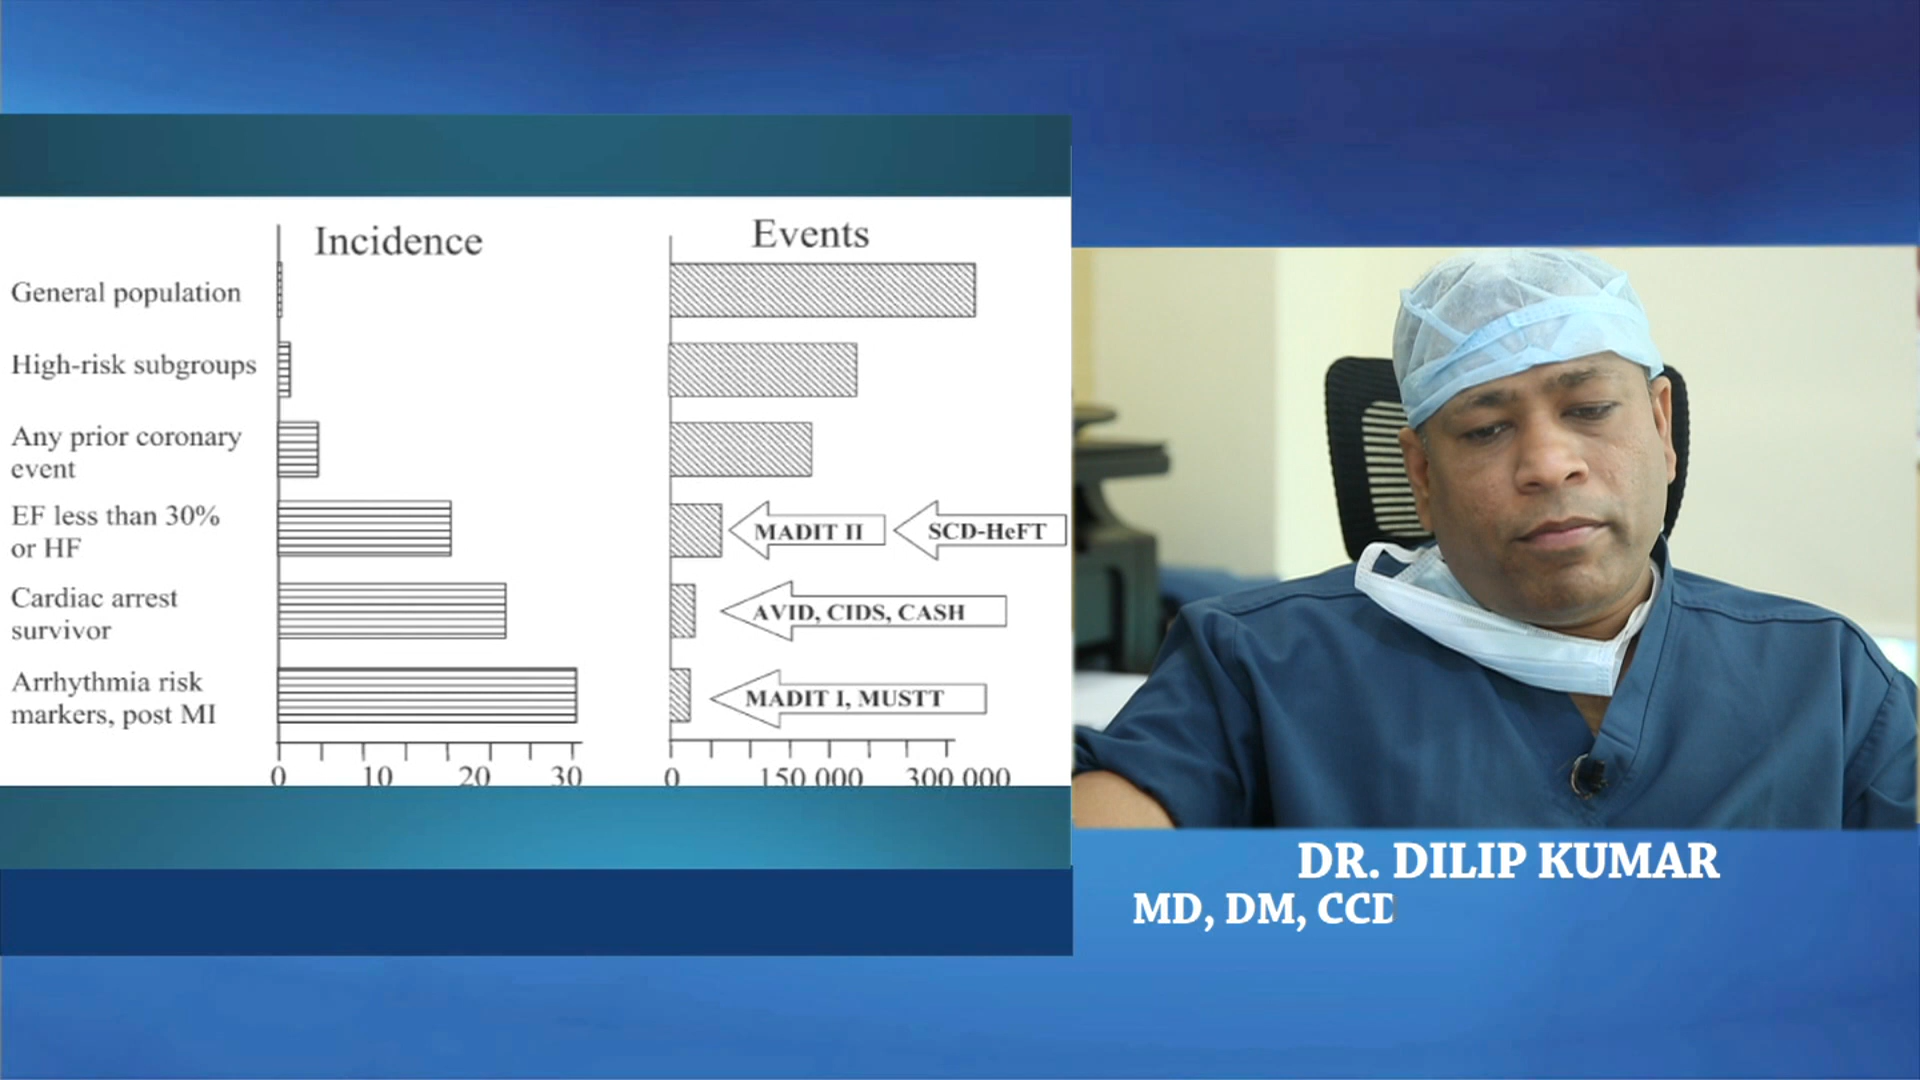 Incidence
Events
General population
High-risk subgroups
Any prior coronary
event
EF less than 30%
or HF
MADIT II
SCD-HeFT
Cardiac arrest
survivor
AVID, CIDS, CASH
Arrhythmia risk
markers, post MI
MADIT I, MUSTT
0 10 20 30
0 150,000 300,000
DR. DILIP KUMAR
MD, DM, CCD